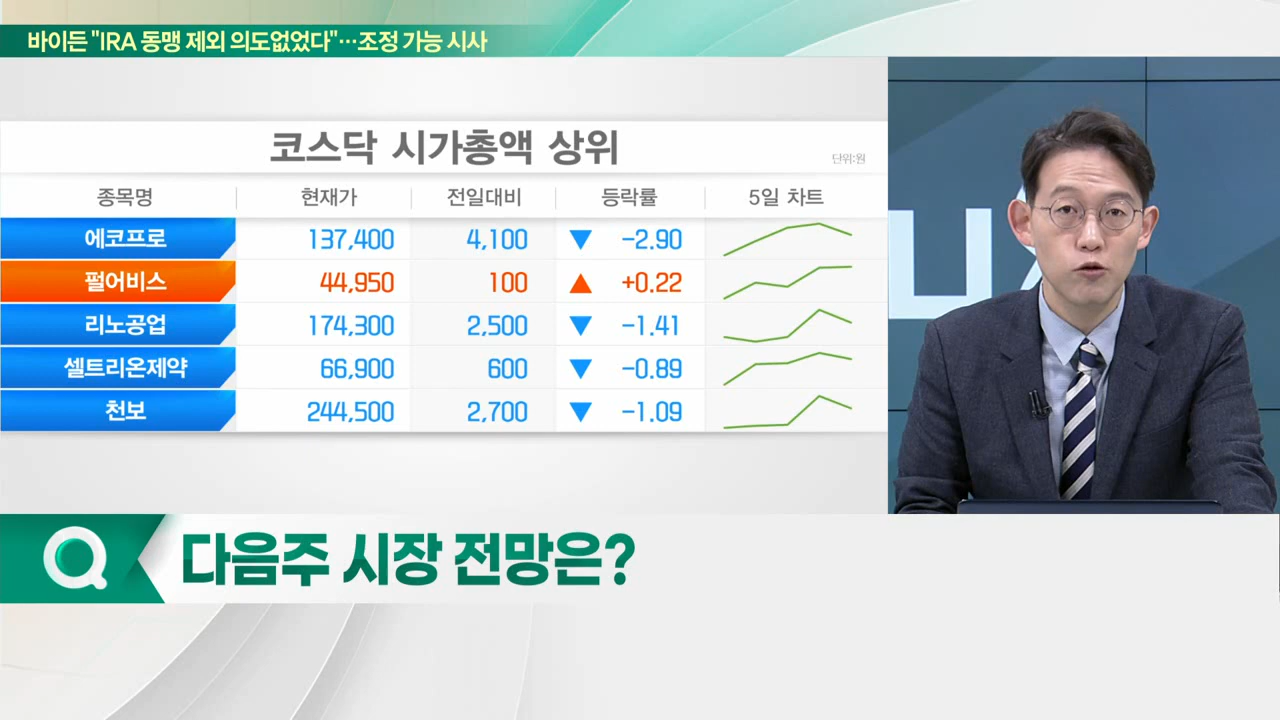 바이든 "IRA 동맹 제외 의도없었다"…조정 가능 시사
코스닥 시가총액 상위
단위:원
종목명 현재가 전일대비 등락률 5일 차트
에코프로 137,400 4,100 ▼ -2.90
펄어비스 44,950 100 ▲ +0.22
리노공업 174,300 2,500 ▼ -1.41
셀트리온제약 66,900 600 ▼ -0.89
천보 244,500 2,700 ▼ -1.09
Q 다음주 시장 전망은?